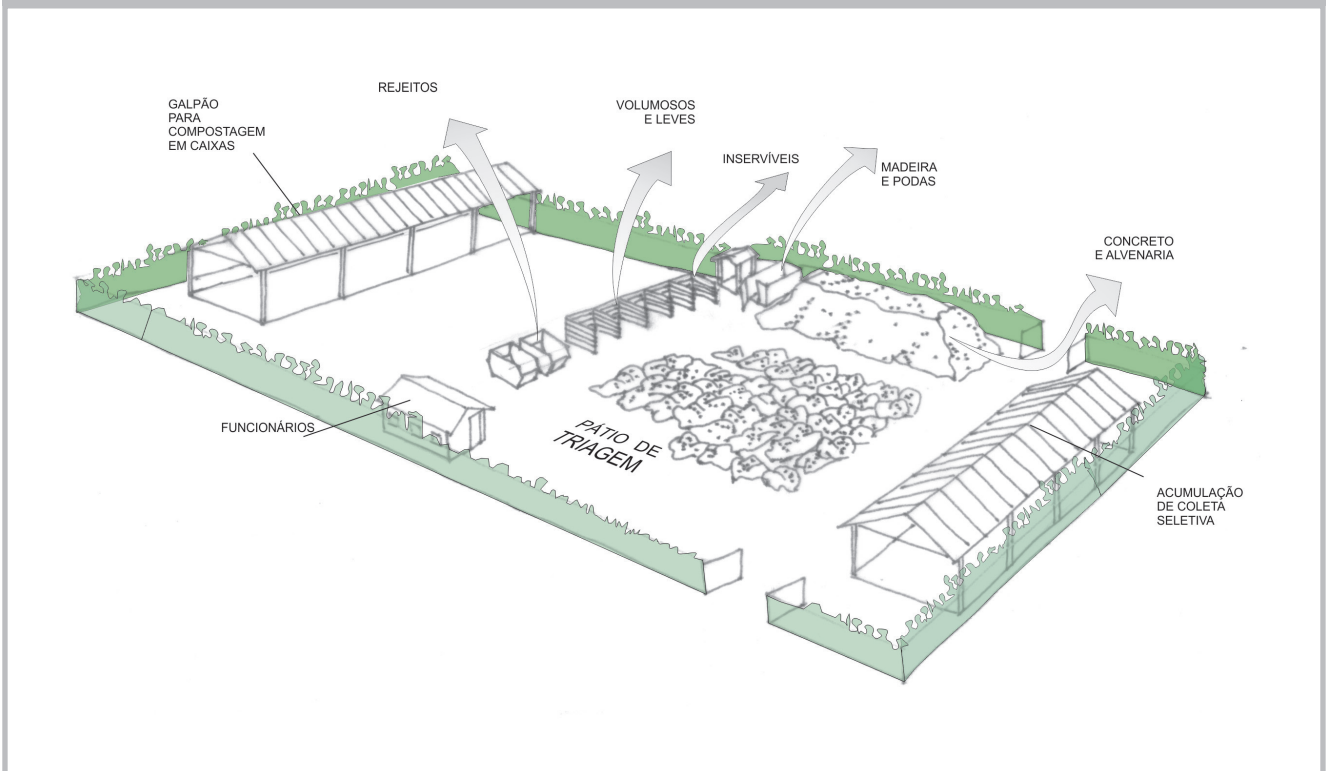 REJEITOS
GALPÃO
PARA
COMPOSTAGEM
EM CAIXAS
VOLUMOSOS
E LEVES
INSERVÍVEIS
MADEIRA
E PODAS
CONCRETO
E ALVENARIA
FUNCIONÁRIOS
PÁTIO DE
TRIAGEM
ACUMULAÇÃO
DE COLETA
SELETIVA